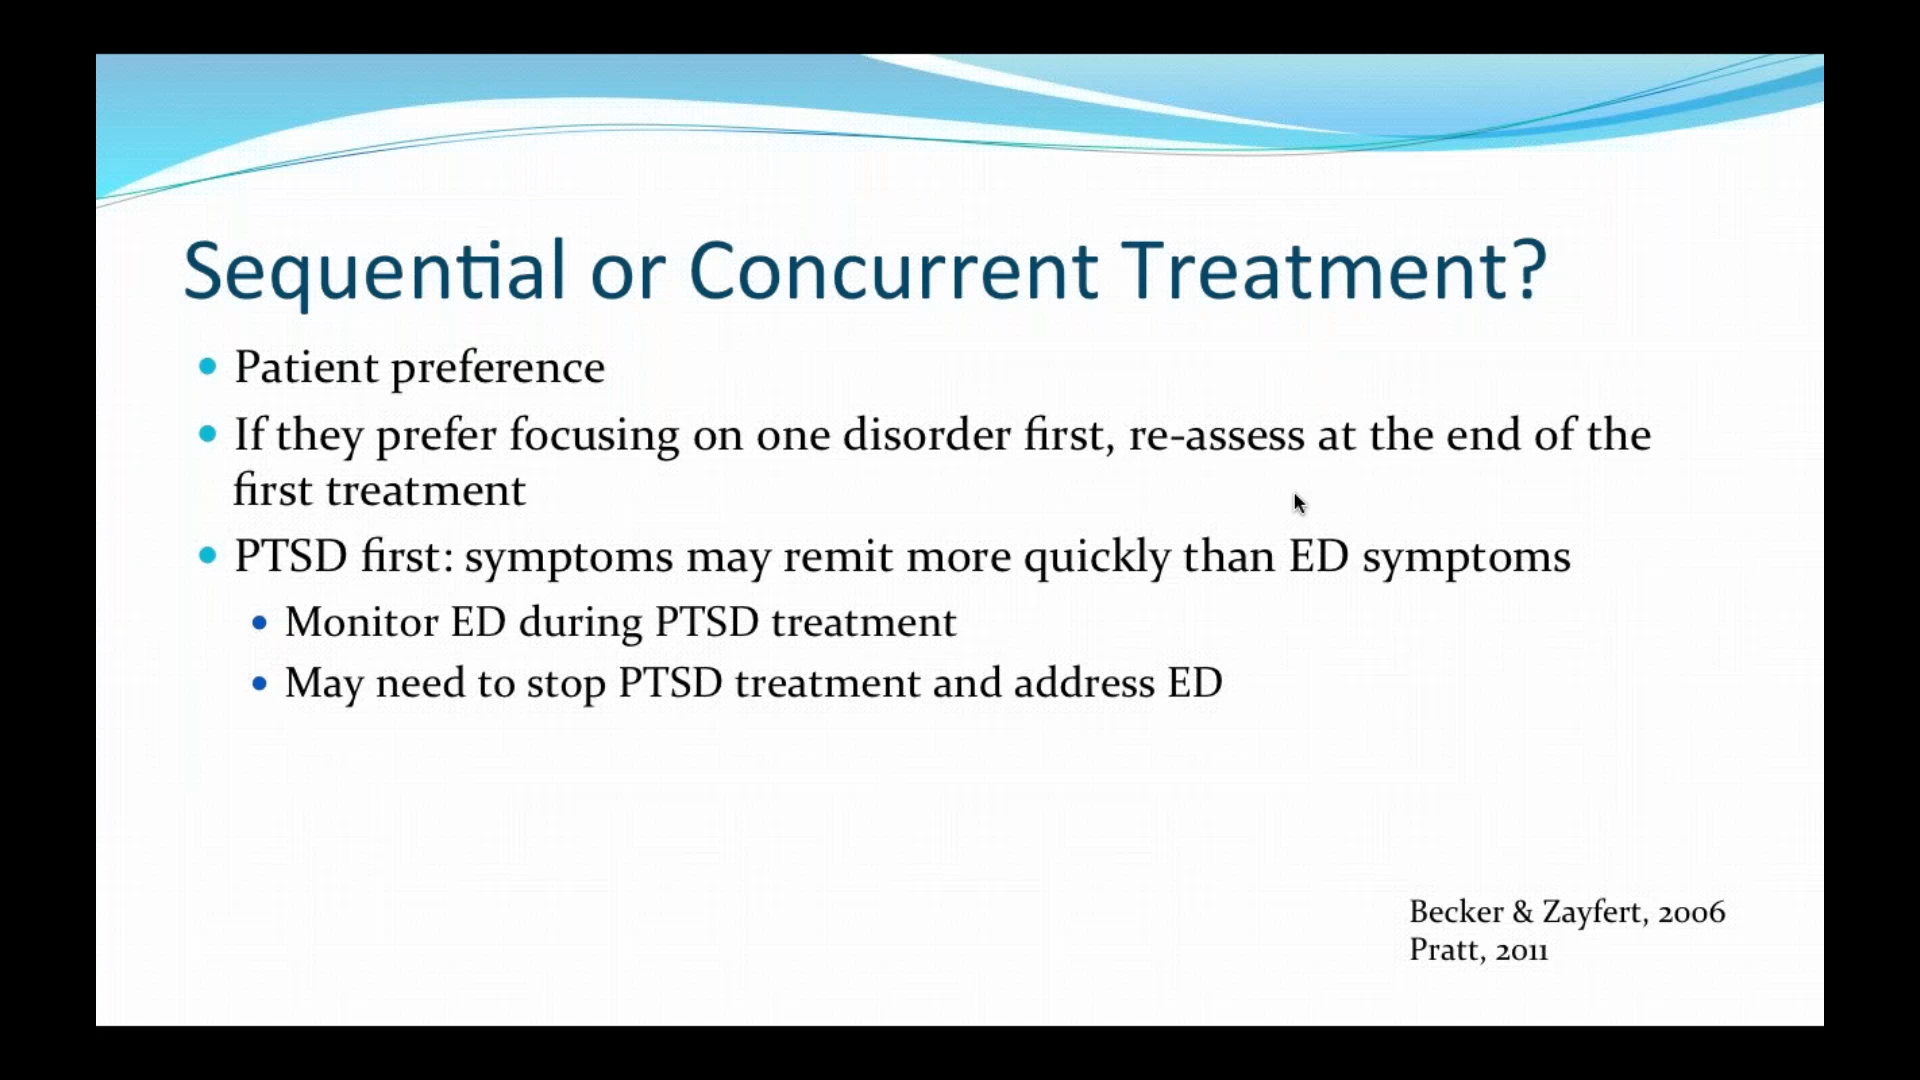 Sequential or Concurrent Treatment?
• Patient preference
• If they prefer focusing on one disorder first, re-assess at the end of the
first treatment
• PTSD first: symptoms may remit more quickly than ED symptoms
• Monitor ED during PTSD treatment
• May need to stop PTSD treatment and address ED
Becker & Zayfert, 2006
Pratt, 2011